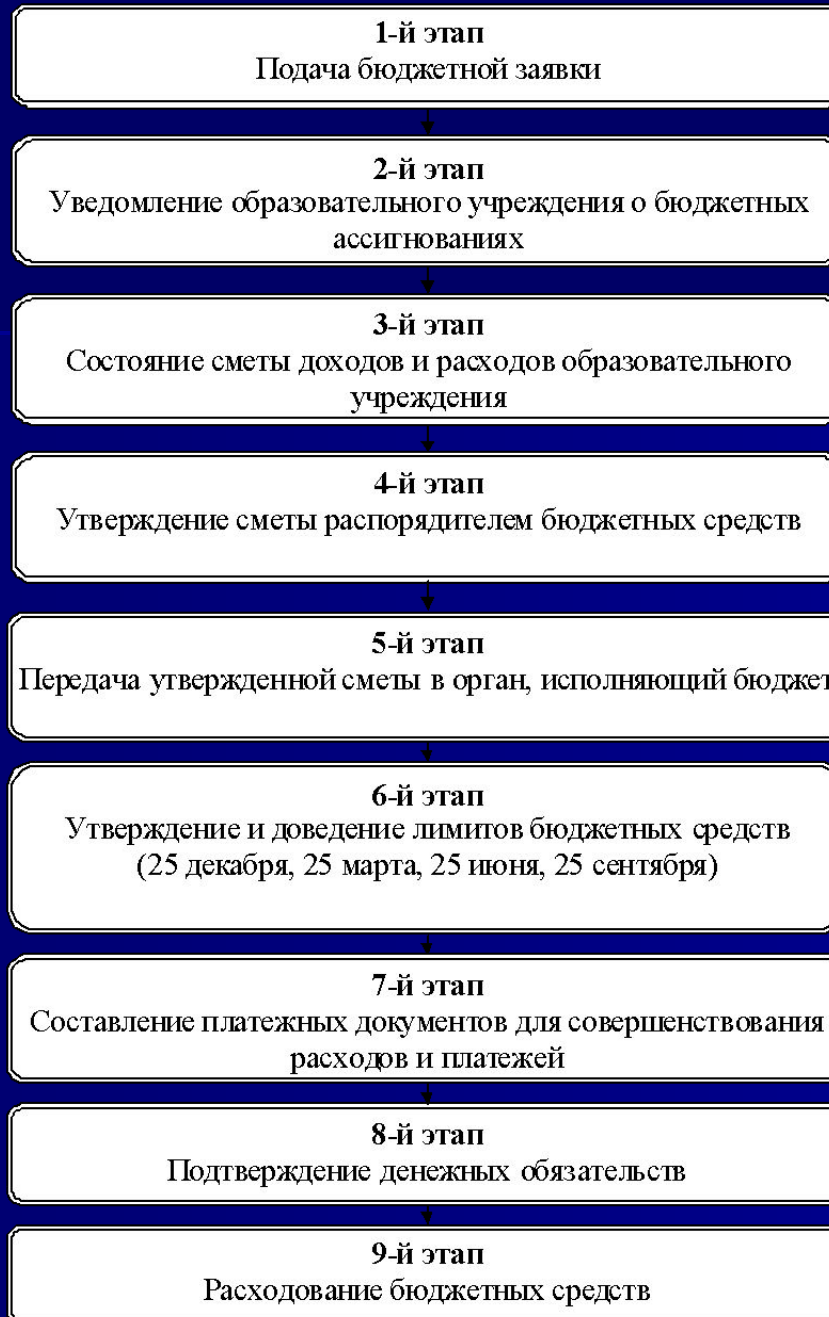 1-й этап
Подача бюджетной заявки
2-й этап
Уведомление образовательного учреждения о бюджетных
ассигнованиях
3-й этап
Состояние сметы доходов и расходов образовательного
учреждения
4-й этап
Утверждение сметы распорядителем бюджетных средств
5-й этап
Передача утвержденной сметы в орган, исполняющий бюджет
6-й этап
Утверждение и доведение лимитов бюджетных средств
(25 декабря, 25 марта, 25 июня, 25 сентября)
7-й этап
Составление платежных документов для совершенствования
расходов и платежей
8-й этап
Подтверждение денежных обязательств
9-й этап
Расходование бюджетных средств